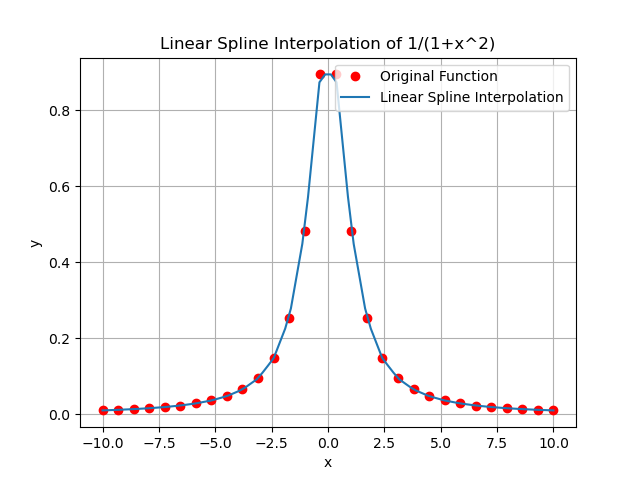 Linear Spline Interpolation of 1/(1+x^2)
Original Function
Linear Spline Interpolation
y
0.8
0.6
0.4
0.2
0.0
−10.0 −7.5 −5.0 −2.5 0.0 2.5 5.0 7.5 10.0
x